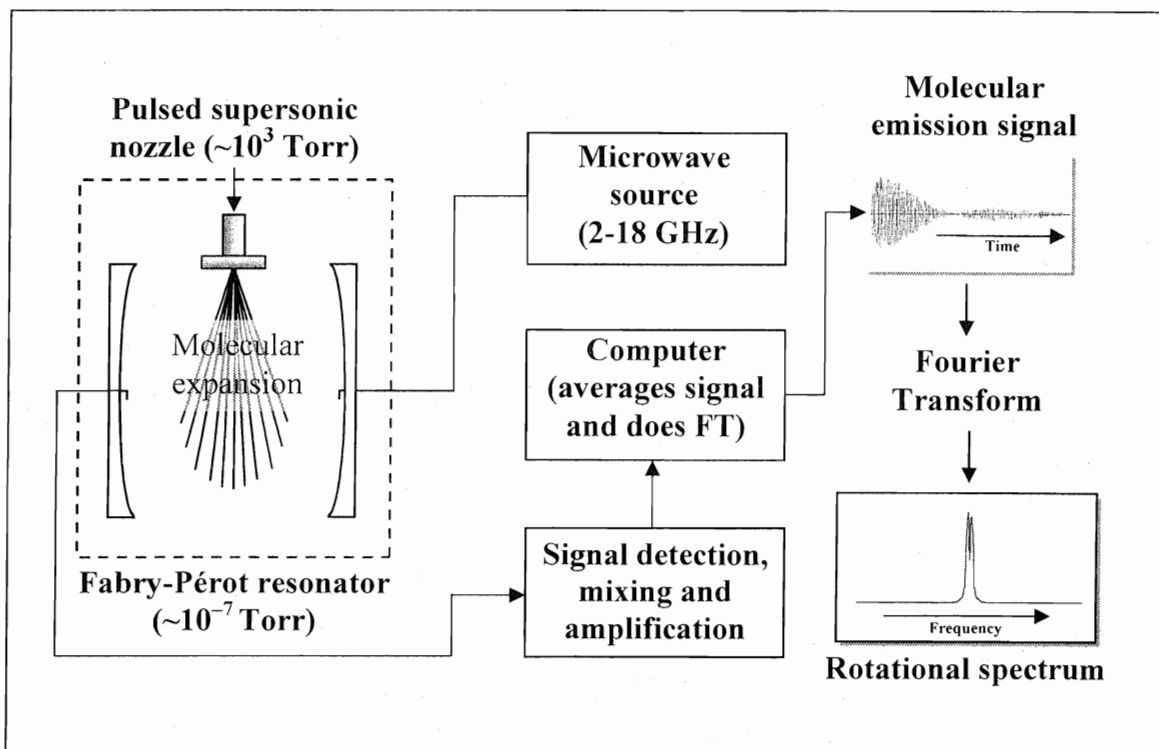 Pulsed supersonic
nozzle (~10³ Torr)
Molecular
expansion
Fabry-Pérot resonator
(~10⁻⁷ Torr)
Microwave
source
(2-18 GHz)
Computer
(averages signal
and does FT)
Signal detection,
mixing and
amplification
Molecular
emission signal
Time
Fourier
Transform
Frequency
Rotational spectrum